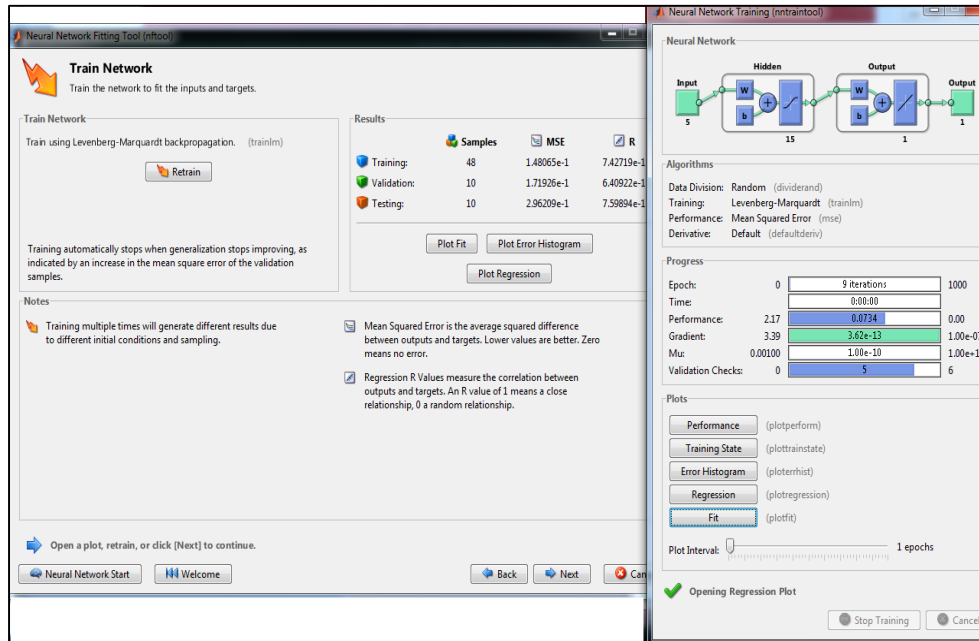 Neural Network Fitting Tool (nftool)
Train Network
Train the network to fit the inputs and targets.
Train Network
Train using Levenberg-Marquardt backpropagation. (trainlm)
Retrain
Training automatically stops when generalization stops improving, as
indicated by an increase in the mean square error of the validation
samples.
Results
Samples MSE R
Training: 48 1.48065e-1 7.42719e-1
Validation: 10 1.71926e-1 6.40922e-1
Testing: 10 2.96209e-1 7.59894e-1
Plot Fit Plot Error Histogram
Plot Regression
Notes
Training multiple times will generate different results due
to different initial conditions and sampling.
Mean Squared Error is the average squared difference
between outputs and targets. Lower values are better. Zero
means no error.
Regression R Values measure the correlation between
outputs and targets. An R value of 1 means a close
relationship, 0 a random relationship.
Open a plot, retrain, or click [Next] to continue.
Neural Network Start Welcome Back Next Can
Neural Network Training (nntraintool)
Neural Network
Hidden Output
Input Output
W W
b b
5 15 1 1
Algorithms
Data Division: Random (dividerand)
Training: Levenberg-Marquardt (trainlm)
Performance: Mean Squared Error (mse)
Derivative: Default (defaultderiv)
Progress
Epoch: 0 9 iterations 1000
Time: 0:00:00
Performance: 2.17 0.0734 0.00
Gradient: 3.39 3.62e-13 1.00e-07
Mu: 0.00100 1.00e-10 1.00e+1
Validation Checks: 0 5 6
Plots
Performance (plotperform)
Training State (plottrainstate)
Error Histogram (ploterrhist)
Regression (plotregression)
Fit (plotfit)
Plot Interval: 1 epochs
Opening Regression Plot
Stop Training Cancel